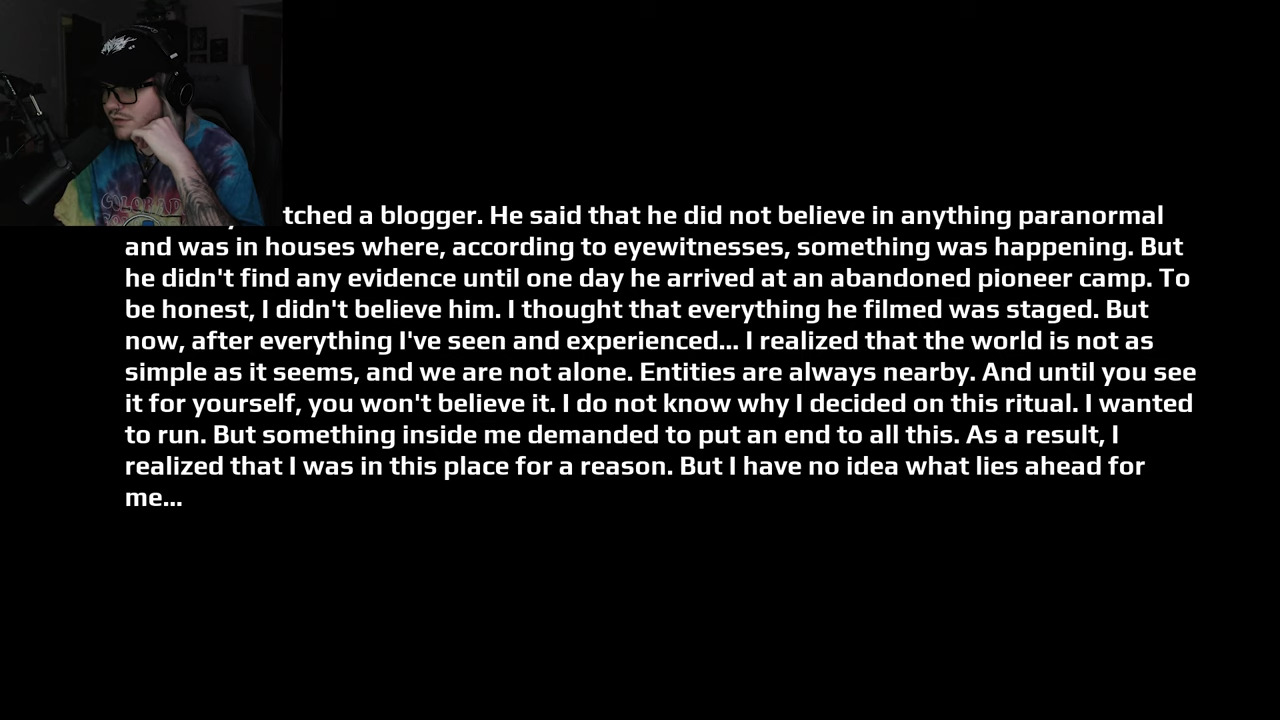 COLORAD
tched a blogger. He said that he did not believe in anything paranormal
and was in houses where, according to eyewitnesses, something was happening. But
he didn't find any evidence until one day he arrived at an abandoned pioneer camp. To
be honest, I didn't believe him. I thought that everything he filmed was staged. But
now, after everything I've seen and experienced... I realized that the world is not as
simple as it seems, and we are not alone. Entities are always nearby. And until you see
it for yourself, you won't believe it. I do not know why I decided on this ritual. I wanted
to run. But something inside me demanded to put an end to all this. As a result, I
realized that I was in this place for a reason. But I have no idea what lies ahead for
me...